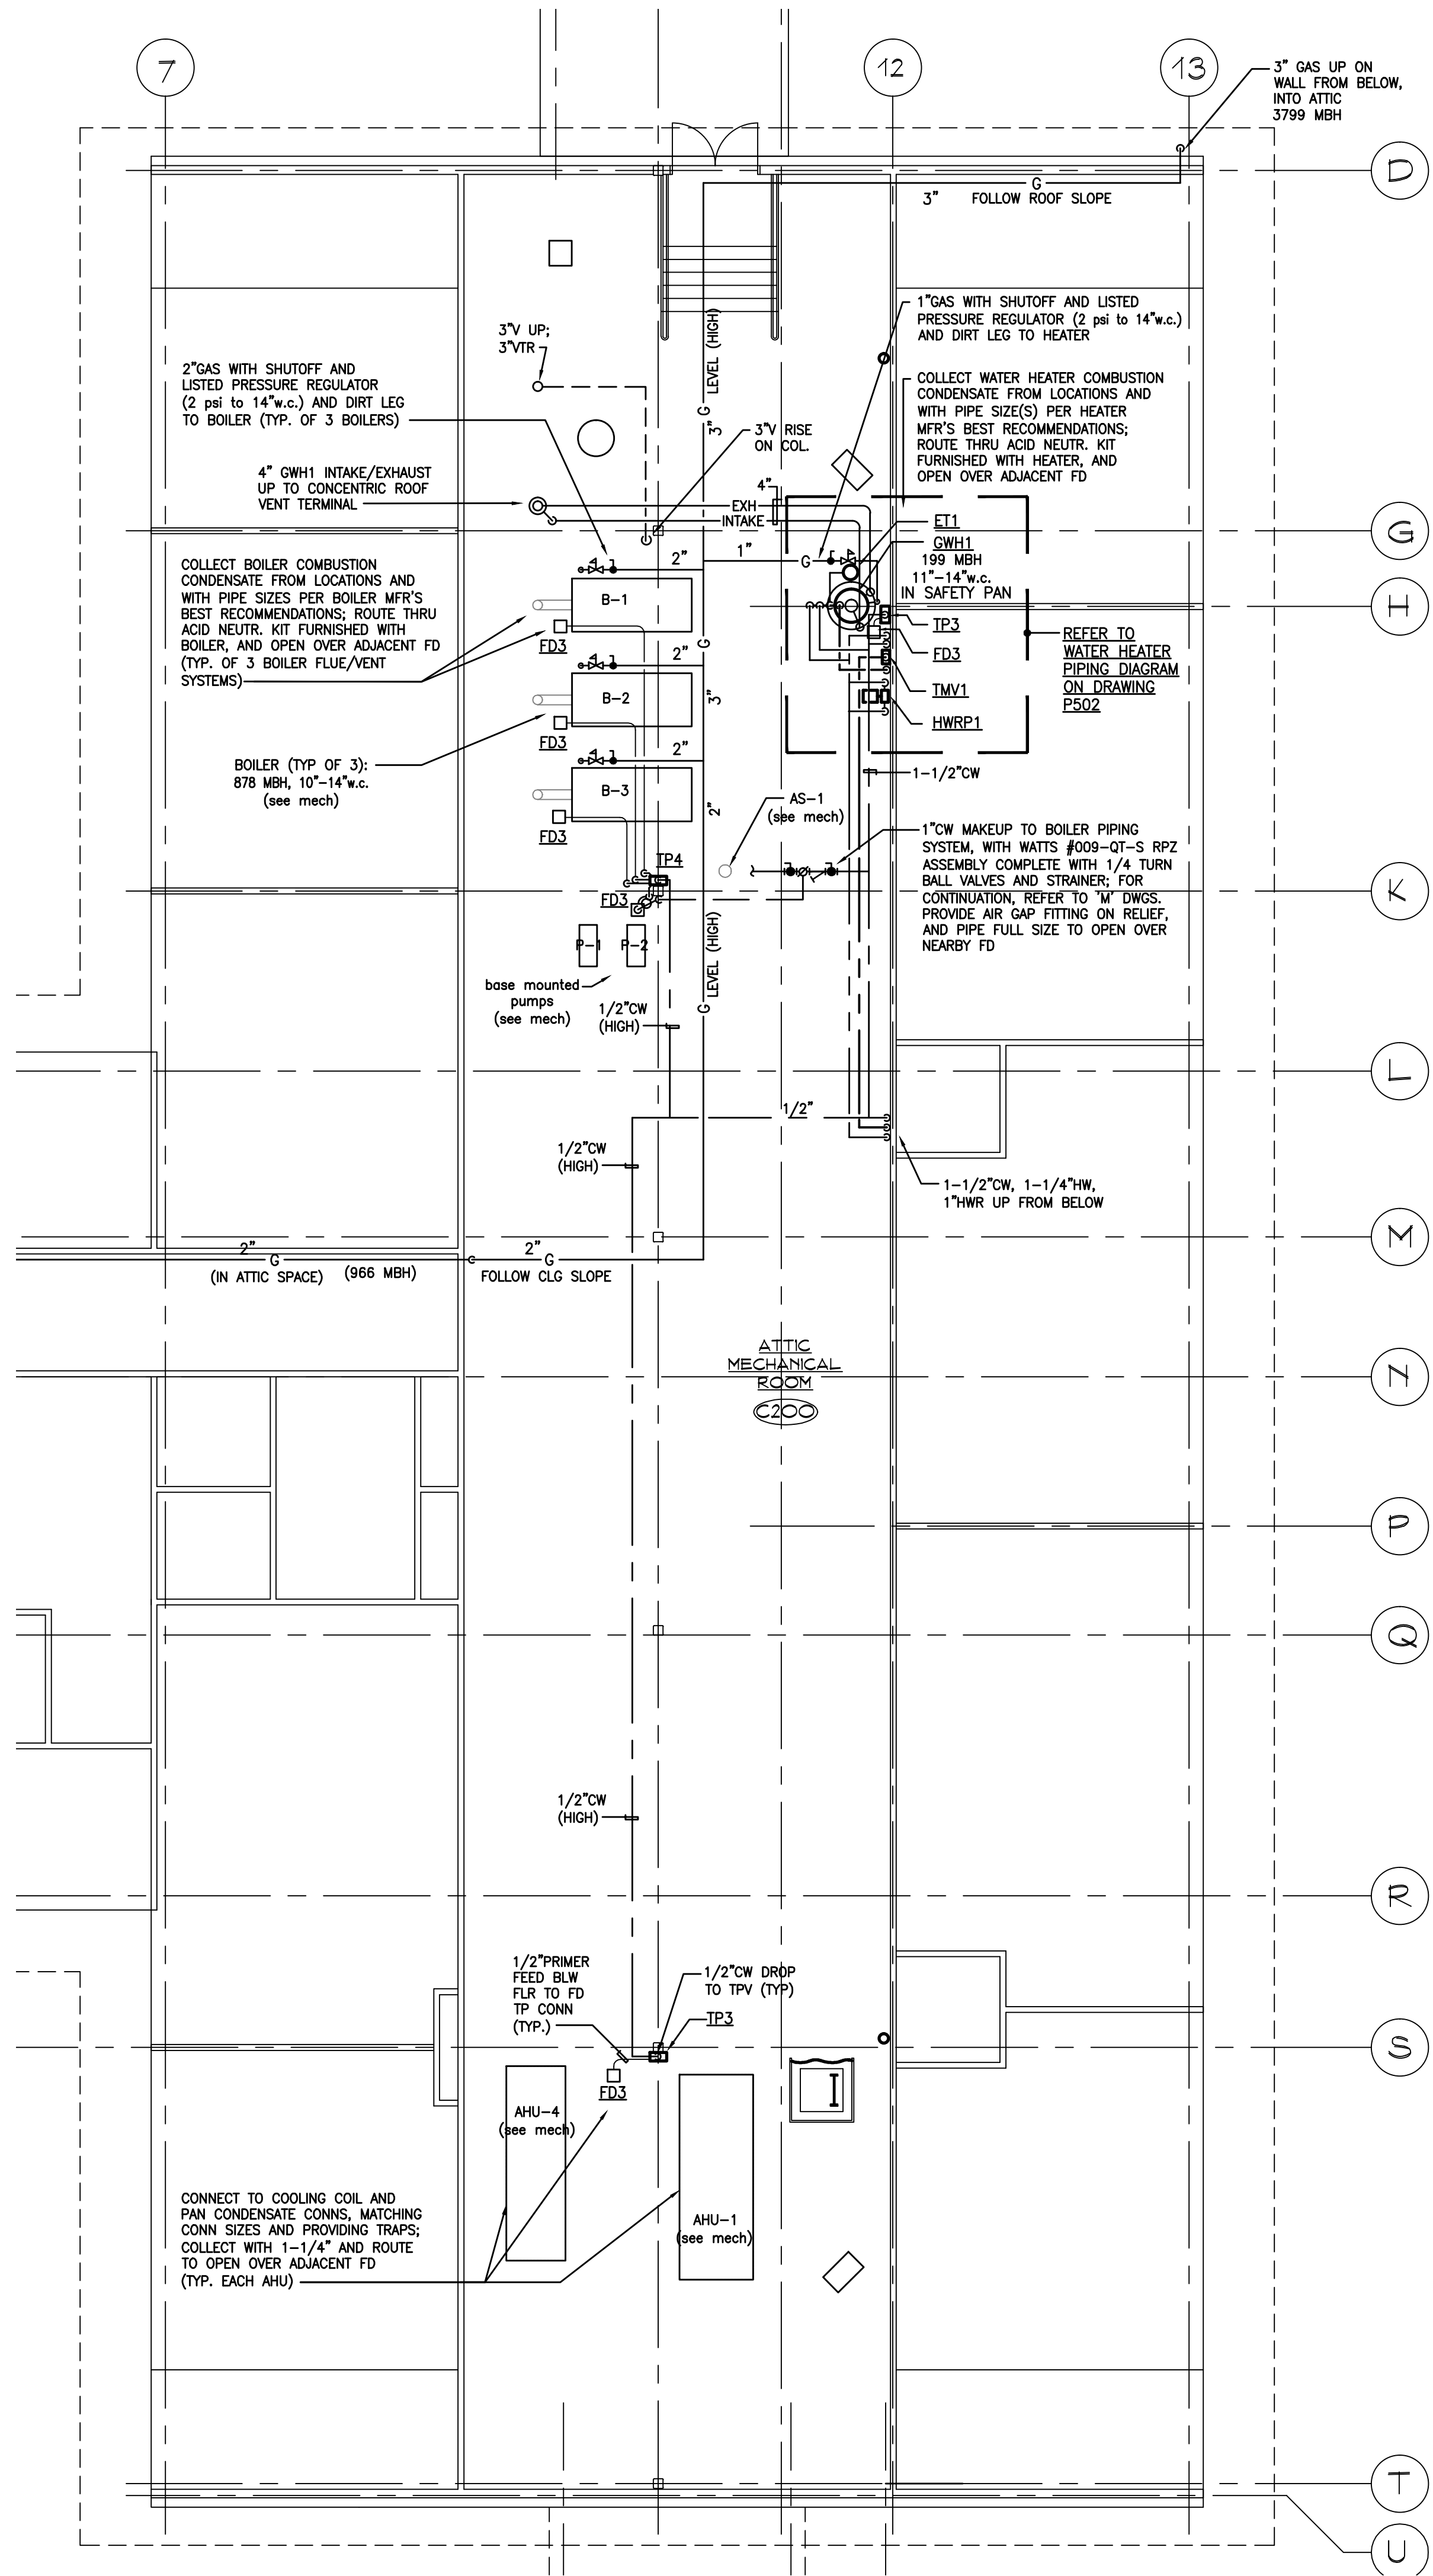 7
12
13
3" GAS UP ON
WALL FROM BELOW,
INTO ATTIC
3799 MBH
D
G
3"
FOLLOW ROOF SLOPE
1"GAS WITH SHUTOFF AND LISTED
PRESSURE REGULATOR (2 psi to 14"w.c.)
AND DIRT LEG TO HEATER
3"V UP;
3"VTR
LEVEL (HIGH)
G
3"
2"GAS WITH SHUTOFF AND
LISTED PRESSURE REGULATOR
(2 psi to 14"w.c.) AND DIRT LEG
TO BOILER (TYP. OF 3 BOILERS)
COLLECT WATER HEATER COMBUSTION
CONDENSATE FROM LOCATIONS AND
WITH PIPE SIZE(S) PER HEATER
MFR'S BEST RECOMMENDATIONS;
ROUTE THRU ACID NEUTR. KIT
FURNISHED WITH HEATER, AND
OPEN OVER ADJACENT FD
3"V RISE
ON COL.
4" GWH1 INTAKE/EXHAUST
UP TO CONCENTRIC ROOF
VENT TERMINAL
4"
EXH
INTAKE
ET1
GWH1
199 MBH
11"-14"w.c.
IN SAFETY PAN
G
2"
1"
G
COLLECT BOILER COMBUSTION
CONDENSATE FROM LOCATIONS AND
WITH PIPE SIZES PER BOILER MFR'S
BEST RECOMMENDATIONS; ROUTE THRU
ACID NEUTR. KIT FURNISHED WITH
BOILER, AND OPEN OVER ADJACENT FD
(TYP. OF 3 BOILER FLUE/VENT
SYSTEMS)
B-1
FD3
H
TP3
FD3
TMV1
HWRP1
REFER TO
WATER HEATER
PIPING DIAGRAM
ON DRAWING
P502
G
2"
3"
B-2
FD3
2"
BOILER (TYP OF 3):
878 MBH, 10"-14"w.c.
(see mech)
1-1/2"CW
B-3
FD3
2"
AS-1
(see mech)
1"CW MAKEUP TO BOILER PIPING
SYSTEM, WITH WATTS #009-QT-S RPZ
ASSEMBLY COMPLETE WITH 1/4 TURN
BALL VALVES AND STRAINER; FOR
CONTINUATION, REFER TO 'M' DWGS.
PROVIDE AIR GAP FITTING ON RELIEF,
AND PIPE FULL SIZE TO OPEN OVER
NEARBY FD
TP4
FD3
K
P-1
P-2
LEVEL (HIGH)
G
base mounted
pumps
(see mech)
1/2"CW
(HIGH)
L
1/2"
1/2"CW
(HIGH)
1-1/2"CW, 1-1/4"HW,
1"HWR UP FROM BELOW
M
2"
G
(IN ATTIC SPACE)
(966 MBH)
2"
G
FOLLOW CLG SLOPE
ATTIC
MECHANICAL
ROOM
C200
N
P
Q
1/2"CW
(HIGH)
R
1/2"PRIMER
FEED BLW
FLR TO FD
TP CONN
(TYP.)
1/2"CW DROP
TO TPV (TYP)
TP3
S
FD3
AHU-4
(see mech)
AHU-1
(see mech)
CONNECT TO COOLING COIL AND
PAN CONDENSATE CONNS, MATCHING
CONN SIZES AND PROVIDING TRAPS;
COLLECT WITH 1-1/4" AND ROUTE
TO OPEN OVER ADJACENT FD
(TYP. EACH AHU)
T
U